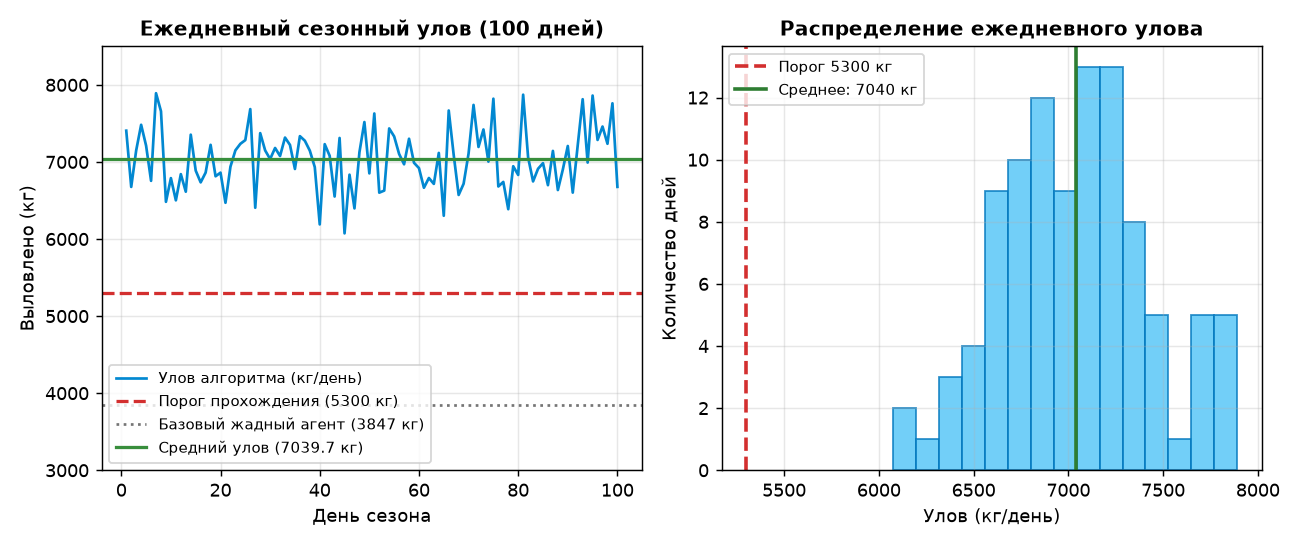 Ежедневный сезонный улов (100 дней)
8000
7000
6000
5000
4000
3000
Выловлено (кг)
Улов алгоритма (кг/день)
Порог прохождения (5300 кг)
Базовый жадный агент (3847 кг)
Средний улов (7039.7 кг)
0 20 40 60 80 100
День сезона
Распределение ежедневного улова
Порог 5300 кг
Среднее: 7040 кг
12
10
8
6
4
2
0
Количество дней
5500 6000 6500 7000 7500 8000
Улов (кг/день)